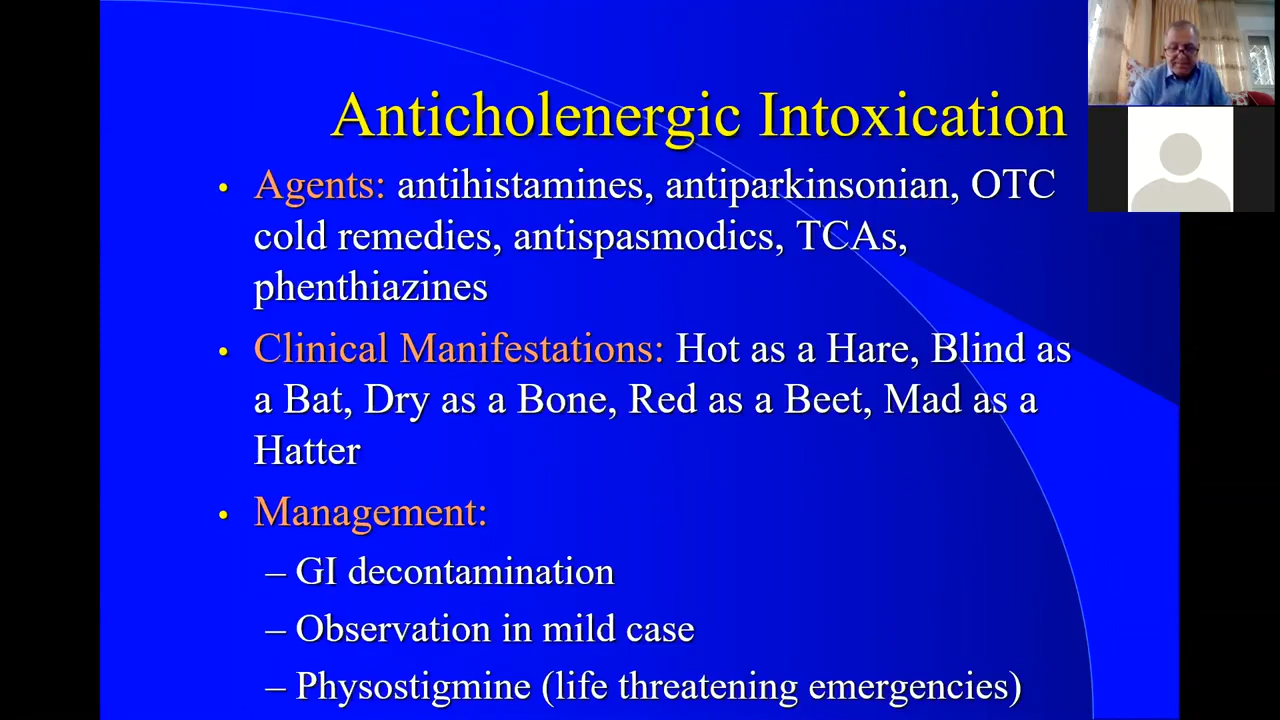 Anticholenergic Intoxication
• Agents: antihistamines, antiparkinsonian, OTC
cold remedies, antispasmodics, TCAs,
phenthiazines
• Clinical Manifestations: Hot as a Hare, Blind as
a Bat, Dry as a Bone, Red as a Beet, Mad as a
Hatter
• Management:
– GI decontamination
– Observation in mild case
– Physostigmine (life threatening emergencies)